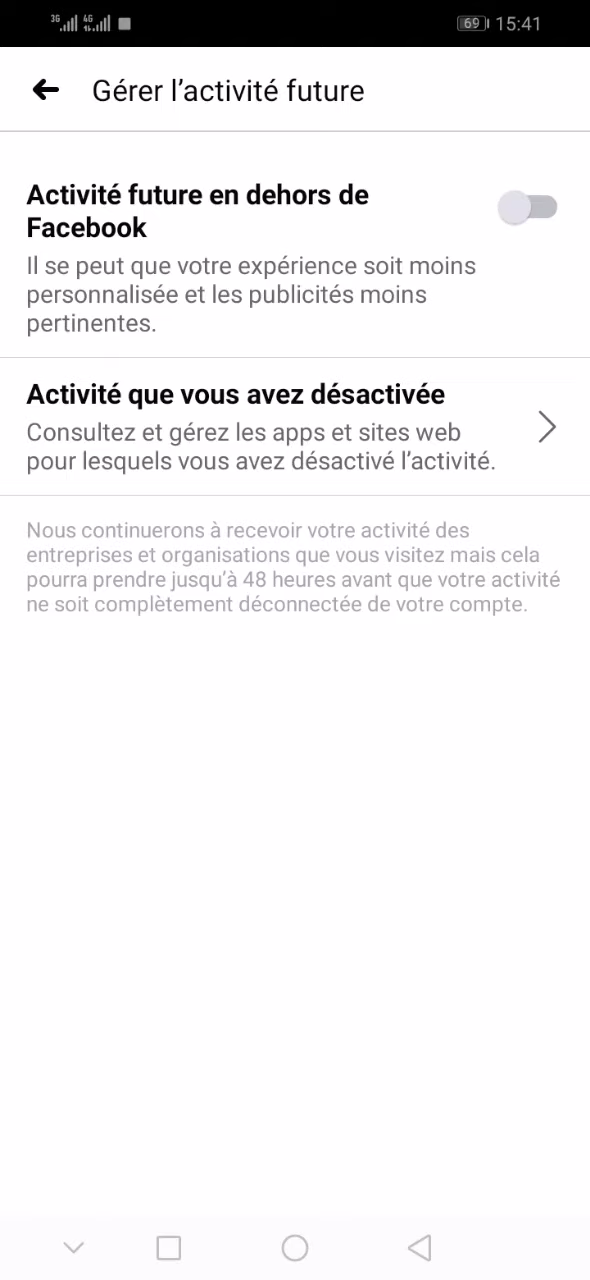 3G 4G 69 15:41
Gérer l’activité future
Activité future en dehors de
Facebook
Il se peut que votre expérience soit moins
personnalisée et les publicités moins
pertinentes.
Activité que vous avez désactivée
Consultez et gérez les apps et sites web
pour lesquels vous avez désactivé l’activité.
Nous continuerons à recevoir votre activité des
entreprises et organisations que vous visitez mais cela
pourra prendre jusqu’à 48 heures avant que votre activité
ne soit complètement déconnectée de votre compte.